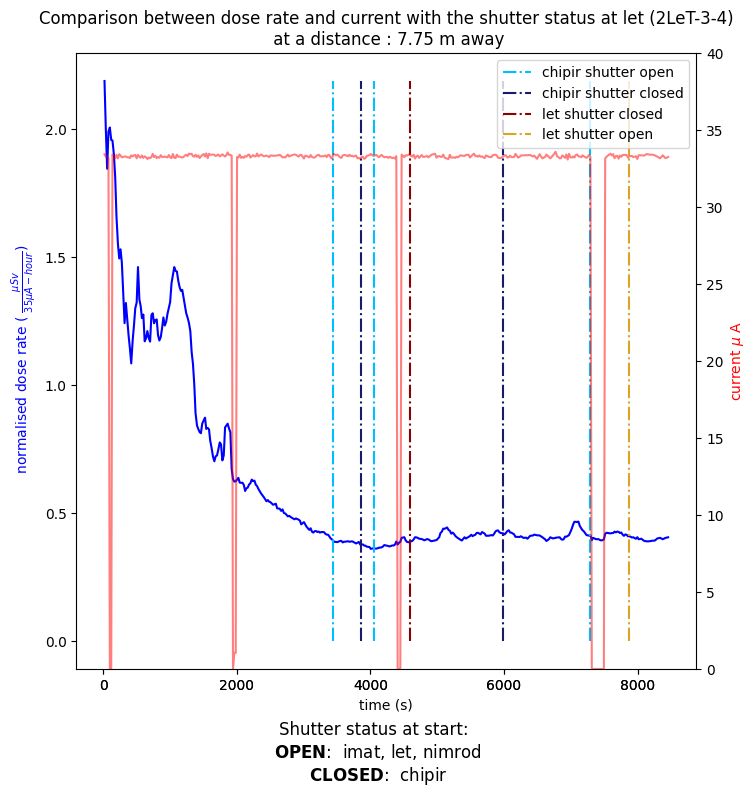 Comparison between dose rate and current with the shutter status at let (2LeT-3-4)
at a distance : 7.75 m away
chipir shutter open
chipir shutter closed
let shutter closed
let shutter open
normalised dose rate ( μSv / 35μA − hour )
2.0
1.5
1.0
0.5
0.0
40
35
30
25
20
15
10
5
0
current μ A
0 2000 4000 6000 8000
time (s)
Shutter status at start:
OPEN: imat, let, nimrod
CLOSED: chipir